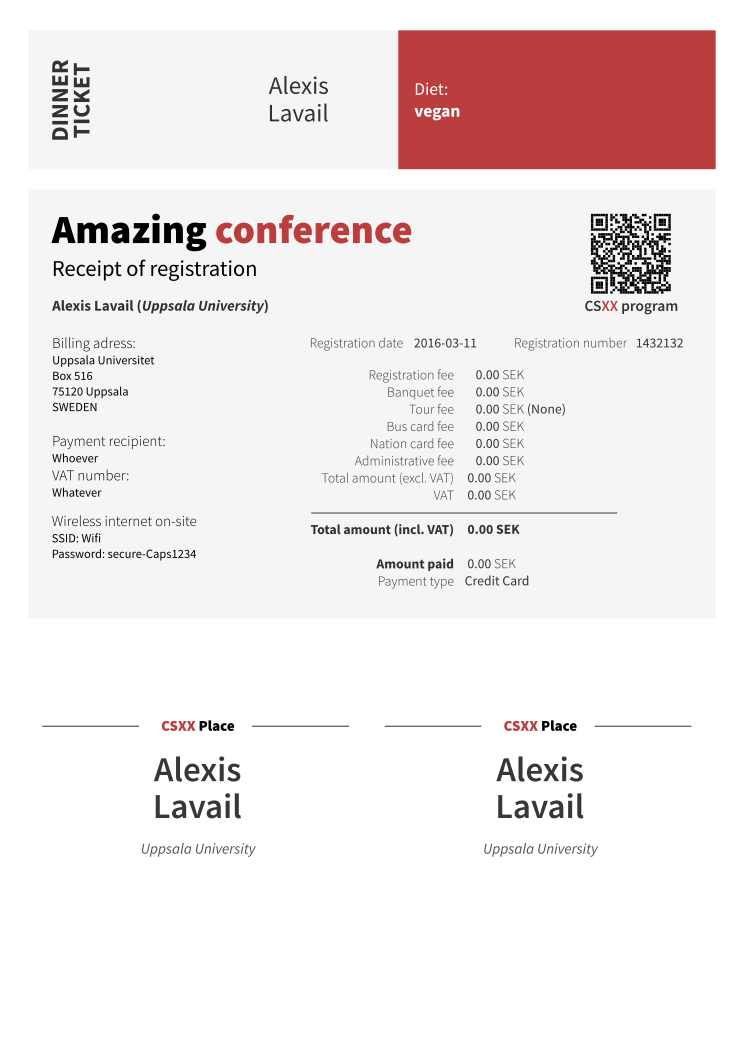 DINNER
TICKET
Alexis
Lavail
Diet:
vegan
Amazing conference
Receipt of registration
Alexis Lavail (Uppsala University)
CSXX program
Billing adress:
Uppsala Universitet
Box 516
75120 Uppsala
SWEDEN
Payment recipient:
Whoever
VAT number:
Whatever
Wireless internet on-site
SSID: Wifi
Password: secure-Caps1234
Registration date 2016-03-11 Registration number 1432132
Registration fee 0.00 SEK
Banquet fee 0.00 SEK
Tour fee 0.00 SEK (None)
Bus card fee 0.00 SEK
Nation card fee 0.00 SEK
Administrative fee 0.00 SEK
Total amount (excl. VAT) 0.00 SEK
VAT 0.00 SEK
Total amount (incl. VAT) 0.00 SEK
Amount paid 0.00 SEK
Payment type Credit Card
CSXX Place
Alexis
Lavail
Uppsala University
CSXX Place
Alexis
Lavail
Uppsala University